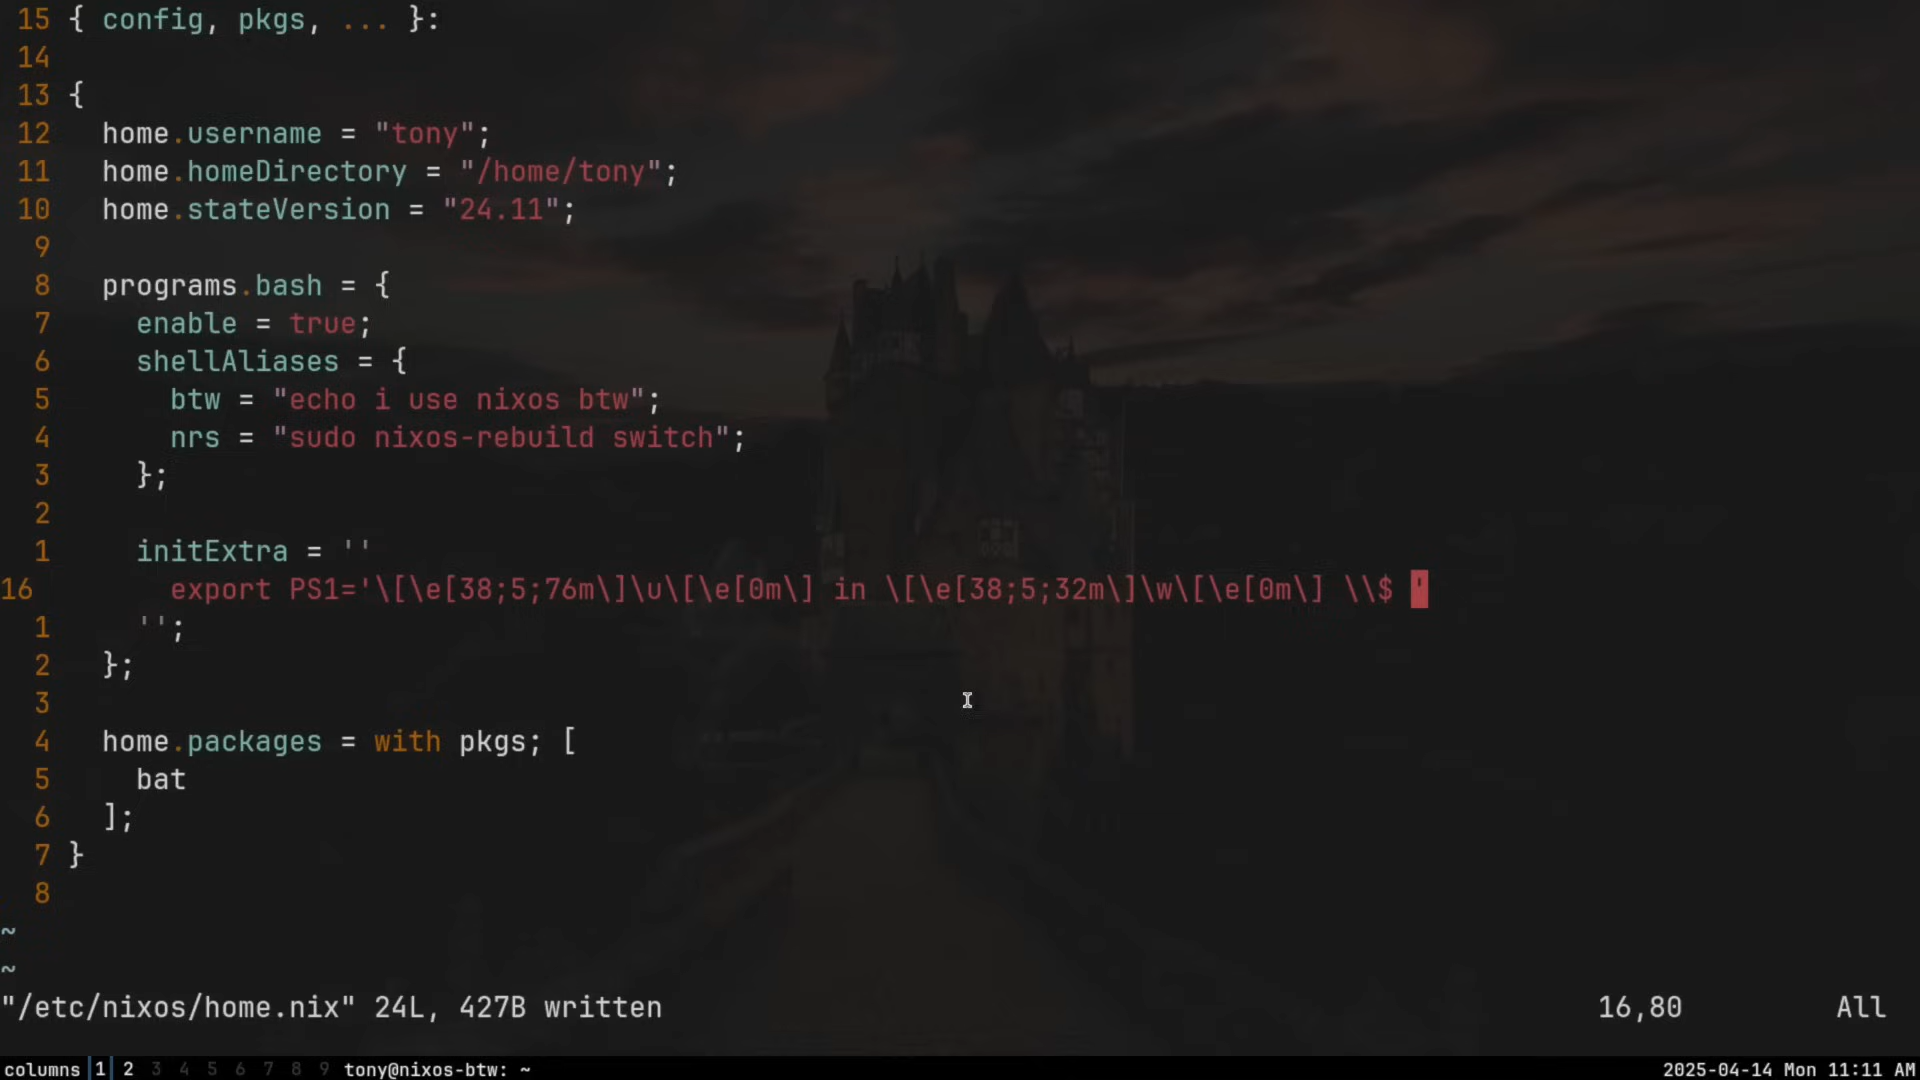 15 { config, pkgs, ... }:
14
13 {
12   home.username = "tony";
11   home.homeDirectory = "/home/tony";
10   home.stateVersion = "24.11";
9
8   programs.bash = {
7     enable = true;
6     shellAliases = {
5       btw = "echo i use nixos btw";
4       nrs = "sudo nixos-rebuild switch";
3     };
2
1     initExtra = ''
16       export PS1='\[\e[38;5;76m\]\u\[\e[0m\] in \[\e[38;5;32m\]\w\[\e[0m\] \\$ '
1     '';
2   };
3
4   home.packages = with pkgs; [
5     bat
6   ];
7 }
8
~
~
"/etc/nixos/home.nix" 24L, 427B written 16,80 All
columns 1 2 3 4 5 6 7 8 9 tony@nixos-btw: ~ 2025-04-14 Mon 11:11 AM